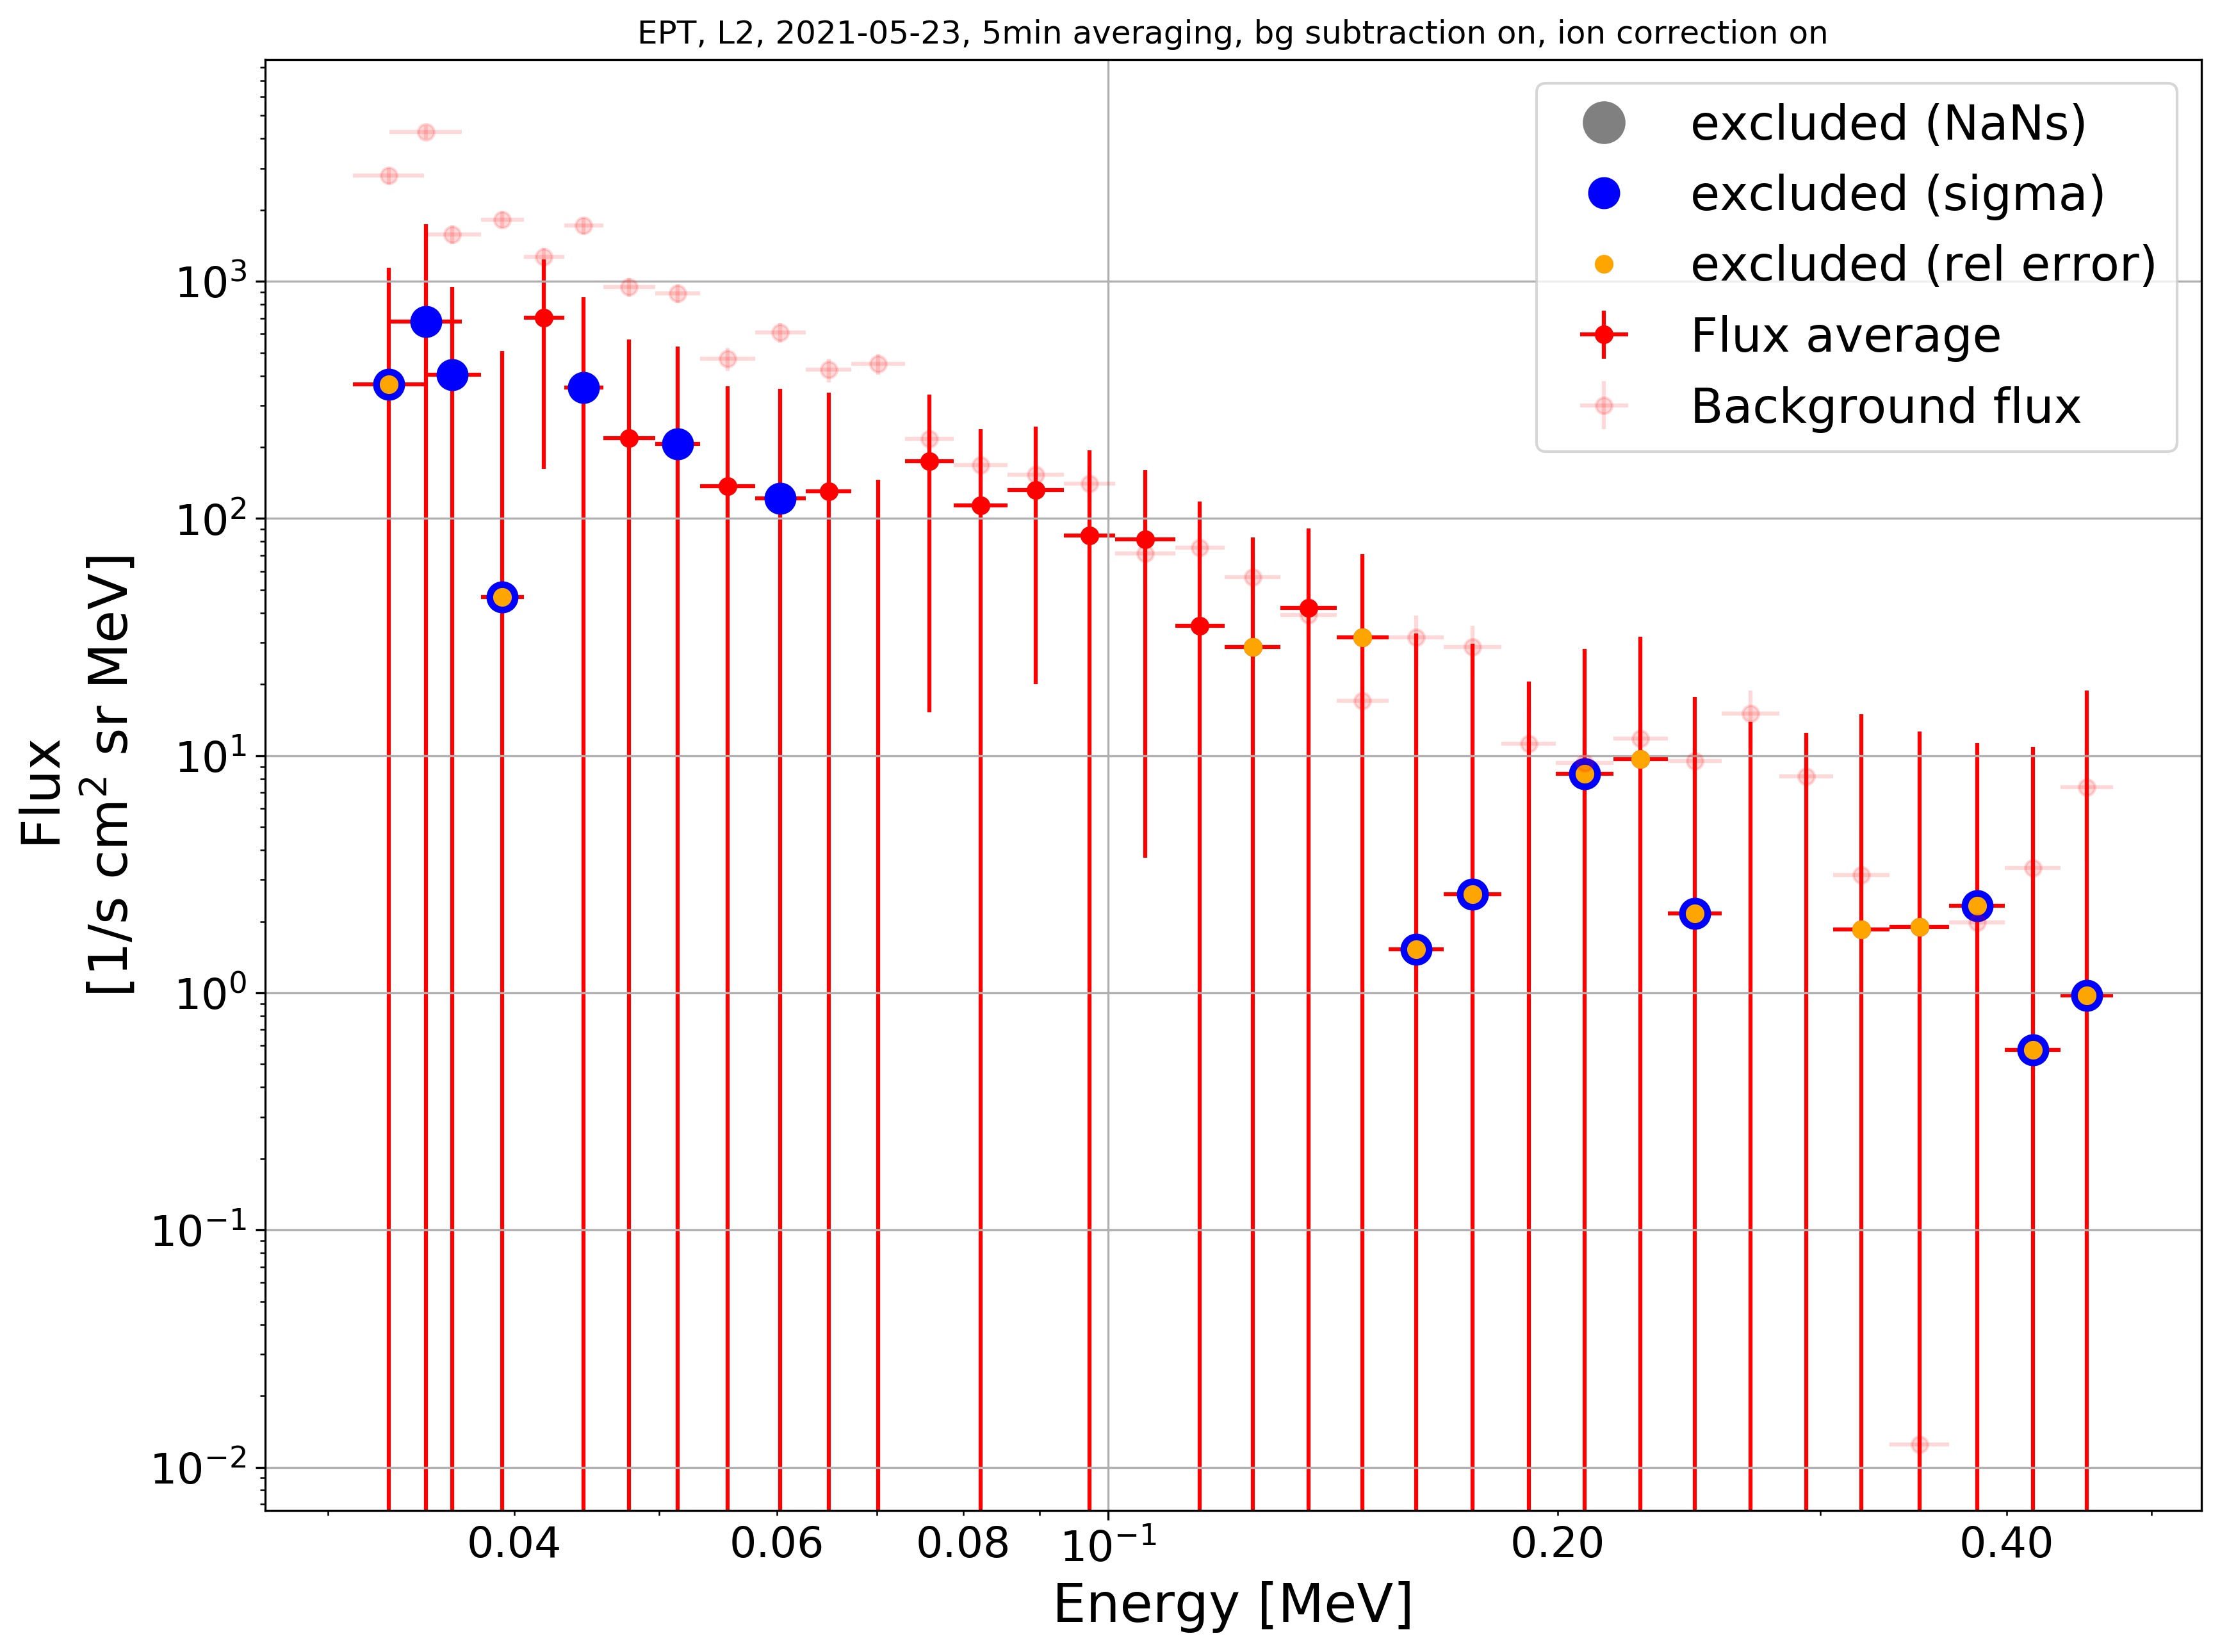 EPT, L2, 2021-05-23, 5min averaging, bg subtraction on, ion correction on
excluded (NaNs)
excluded (sigma)
excluded (rel error)
Flux average
Background flux
Flux
[1/s cm² sr MeV]
10³
10²
10¹
10⁰
10⁻¹
10⁻²
0.04
0.06
0.08
10⁻¹
0.20
0.40
Energy [MeV]